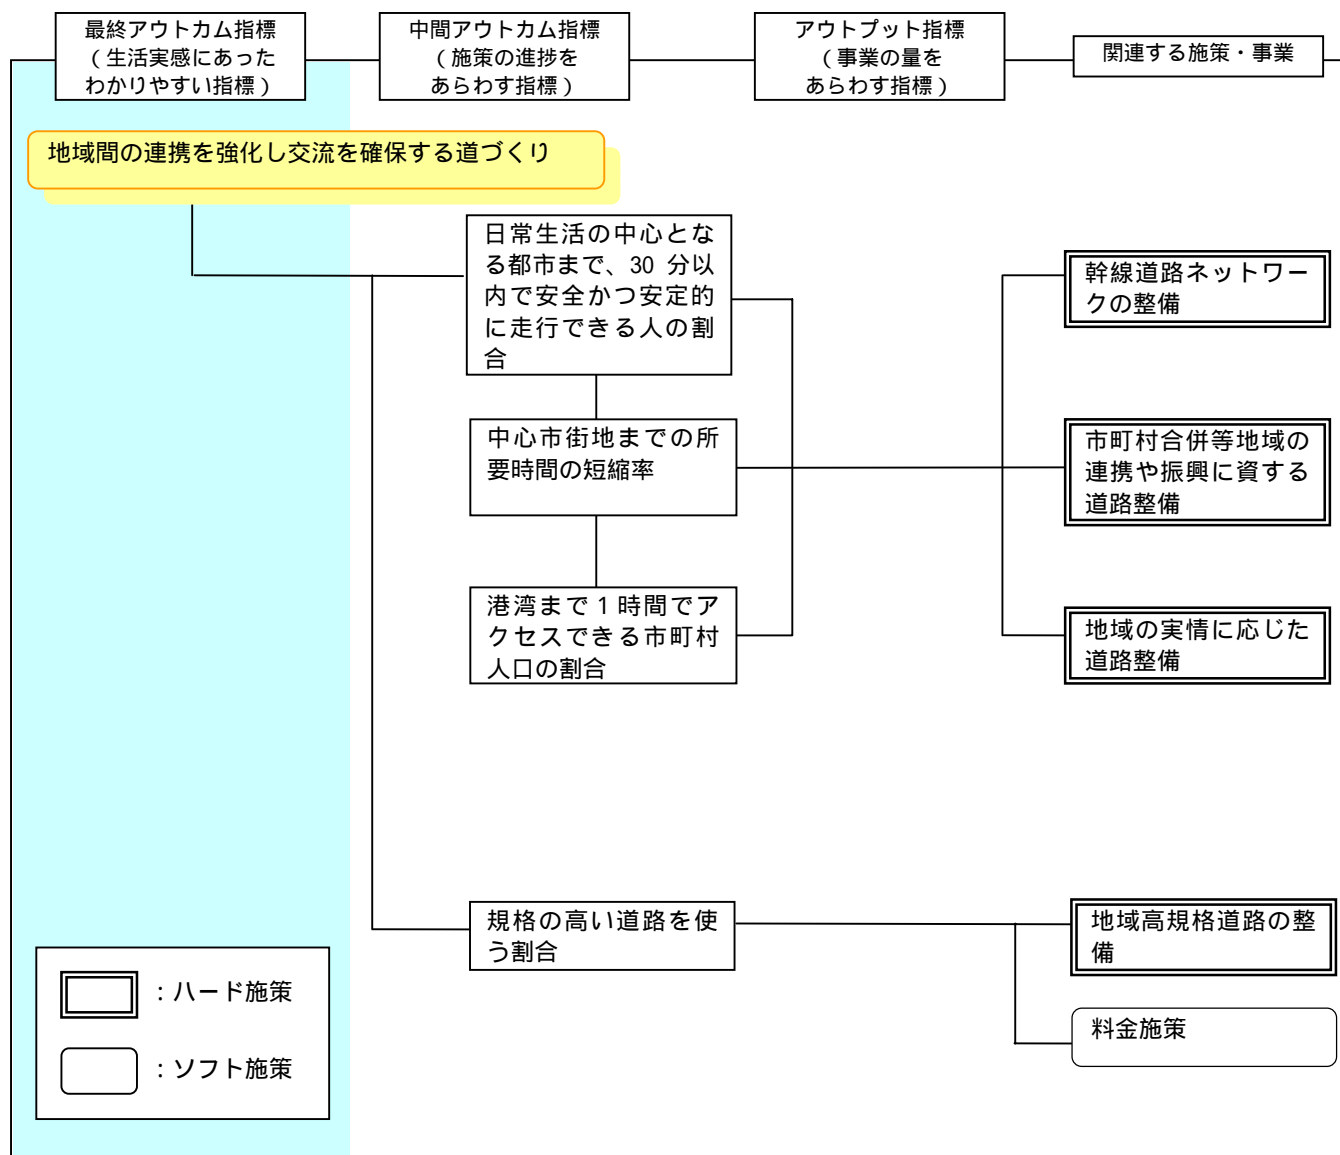 最終アウトカム指標
（生活実感にあった
わかりやすい指標）
中間アウトカム指標
（施策の進捗を
あらわす指標）
アウトプット指標
（事業の量を
あらわす指標）
関連する施策・事業
地域間の連携を強化し交流を確保する道づくり
日常生活の中心とな
る都市まで、30 分以
内で安全かつ安定的
に走行できる人の割
合
中心市街地までの所
要時間の短縮率
港湾まで１時間でア
クセスできる市町村
人口の割合
規格の高い道路を使
う割合
幹線道路ネットワー
クの整備
市町村合併等地域の
連携や振興に資する
道路整備
地域の実情に応じた
道路整備
地域高規格道路の整
備
料金施策
：ハード施策
：ソフト施策